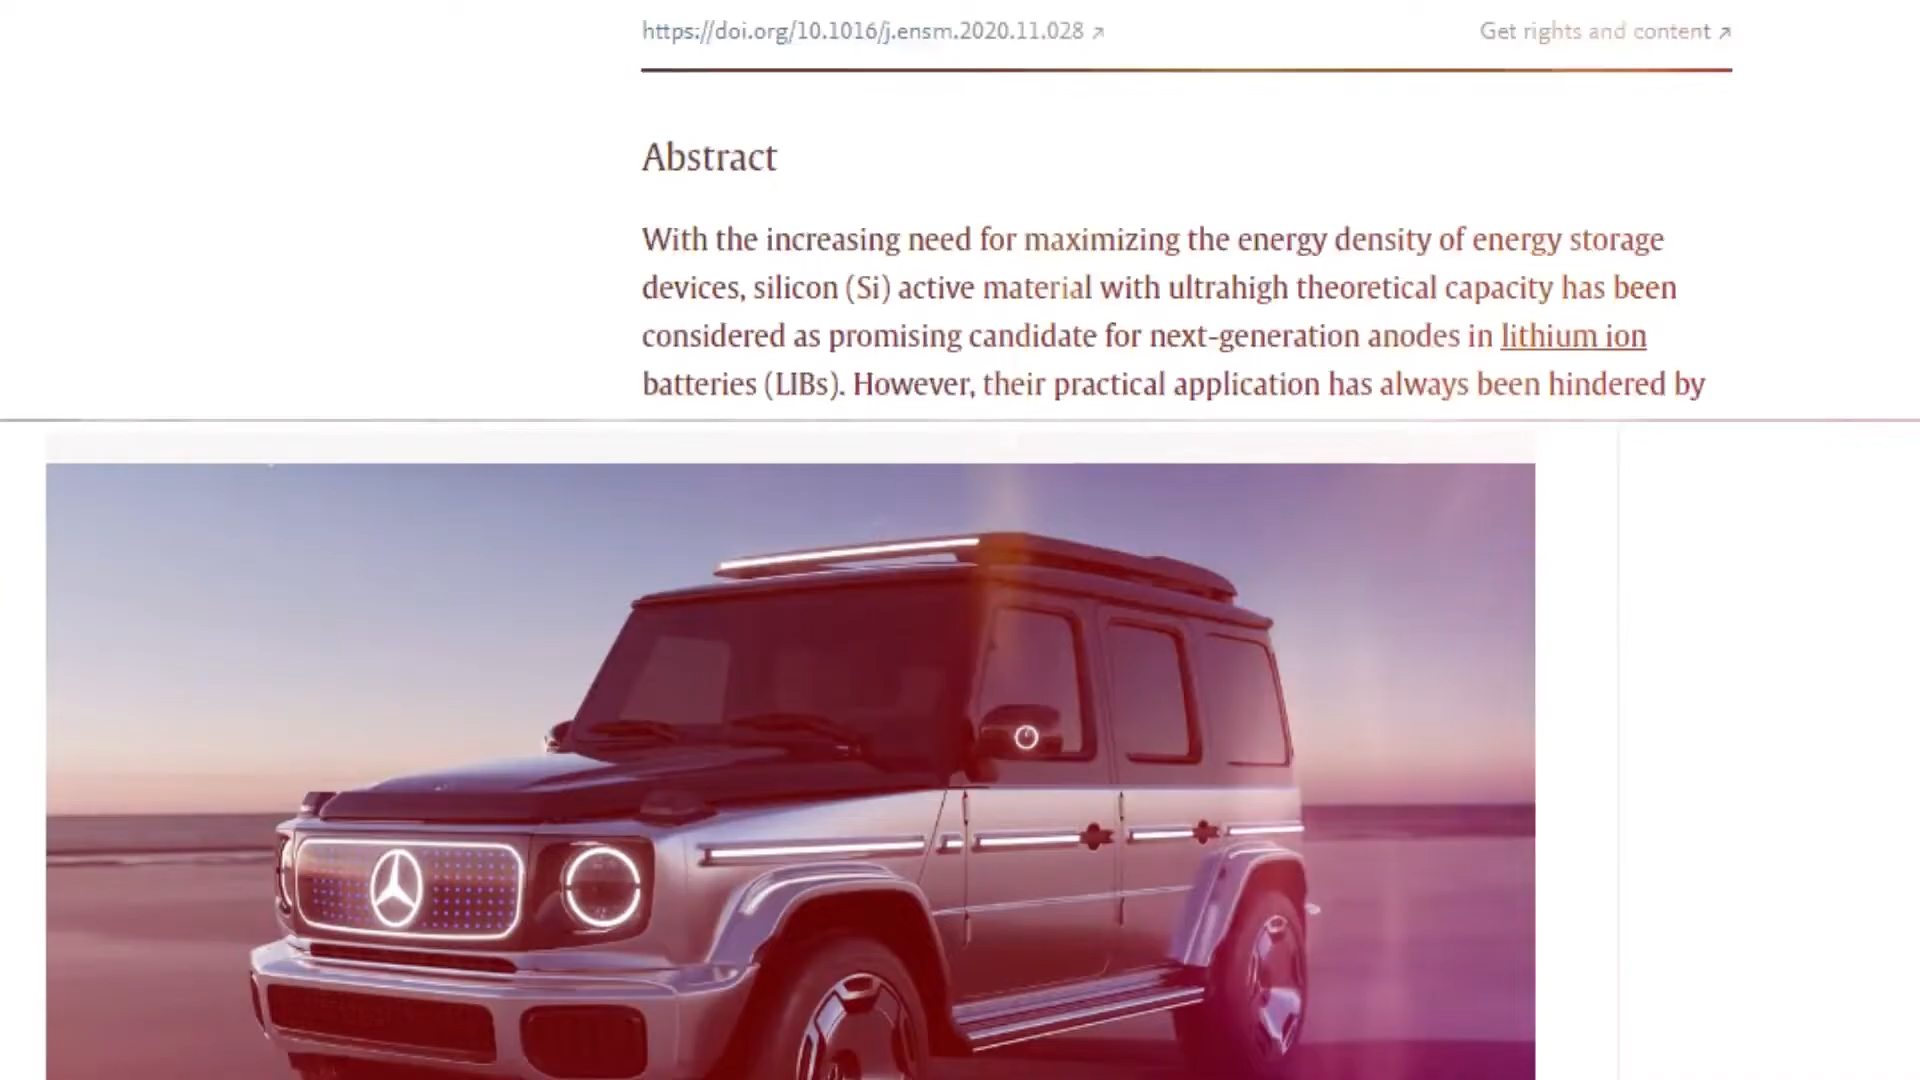 https://doi.org/10.1016/j.ensm.2020.11.028 ↗
Get rights and content ↗
Abstract
With the increasing need for maximizing the energy density of energy storage
devices, silicon (Si) active material with ultrahigh theoretical capacity has been
considered as promising candidate for next-generation anodes in lithium ion
batteries (LIBs). However, their practical application has always been hindered by